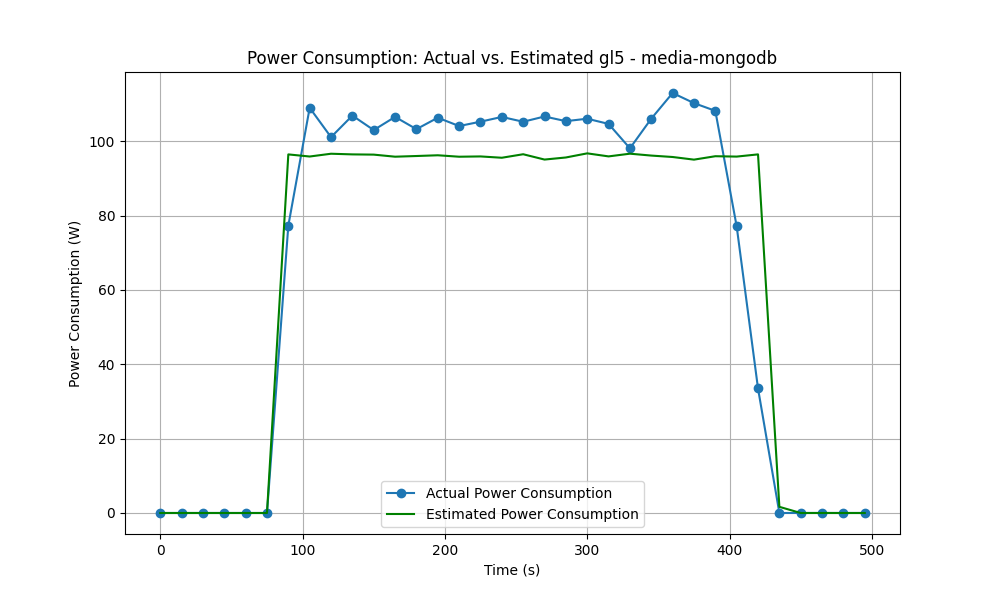 Power Consumption: Actual vs. Estimated gl5 - media-mongodb
Power Consumption (W)
100
80
60
40
20
0
Actual Power Consumption
Estimated Power Consumption
0 100 200 300 400 500
Time (s)